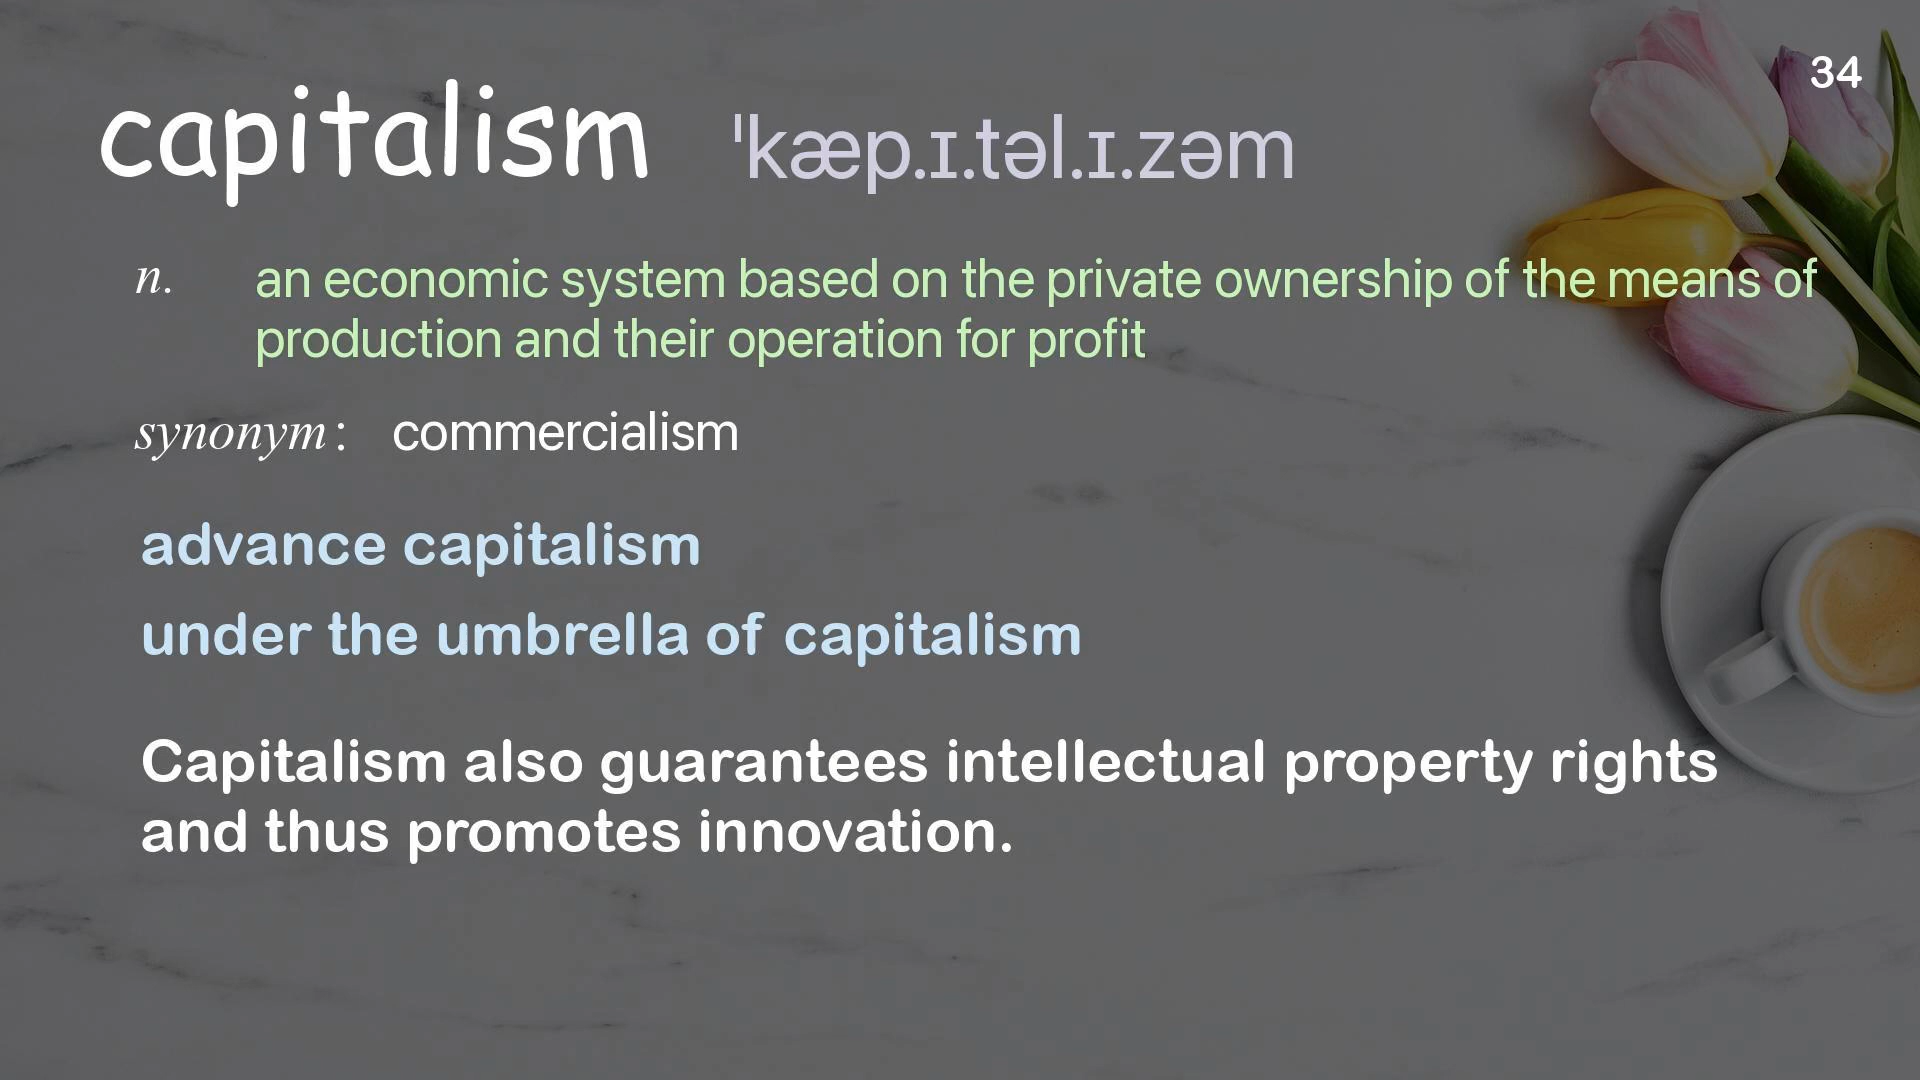 34
capitalism ˈkæp.ɪ.təl.ɪ.zəm
n. an economic system based on the private ownership of the means of
production and their operation for profit
synonym: commercialism
advance capitalism
under the umbrella of capitalism
Capitalism also guarantees intellectual property rights
and thus promotes innovation.